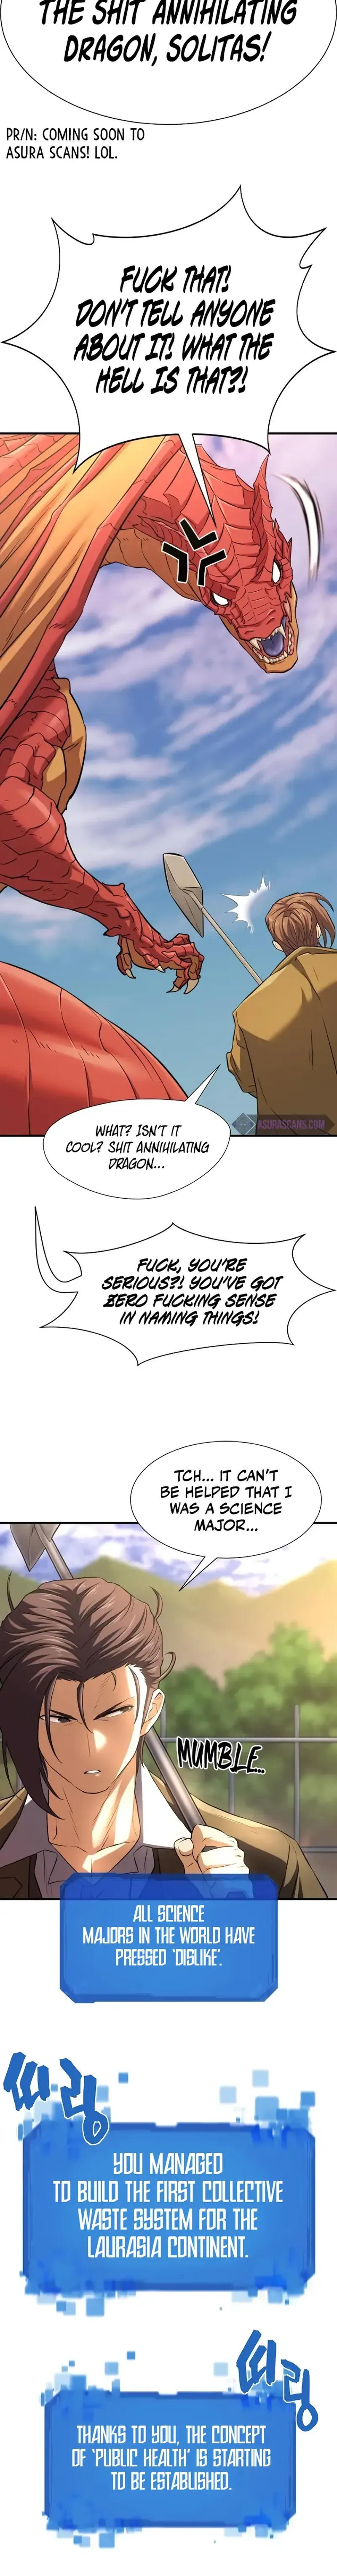 THE SHIT ANNIHILATING
DRAGON, SOLITAS!
PR/N: COMING SOON TO
ASURA SCANS! LOL.
FUCK THAT!
DON'T TELL ANYONE
ABOUT IT! WHAT THE
HELL IS THAT?!
ASURASCANS.COM
WHAT? ISN'T IT
COOL? SHIT ANNIHILATING
DRAGON...
FUCK, YOU'RE
SERIOUS?! YOU'VE GOT
ZERO FUCKING SENSE
IN NAMING THINGS!
TCH... IT CAN'T
BE HELPED THAT I
WAS A SCIENCE
MAJOR...
MUMBLE..
ALL SCIENCE
MAJORS IN THE WORLD HAVE
PRESSED 'DISLIKE'.
띠링
YOU MANAGED
TO BUILD THE FIRST COLLECTIVE
WASTE SYSTEM FOR THE
LAURASIA CONTINENT.
띠링
THANKS TO YOU, THE CONCEPT
OF 'PUBLIC HEALTH' IS STARTING
TO BE ESTABLISHED.